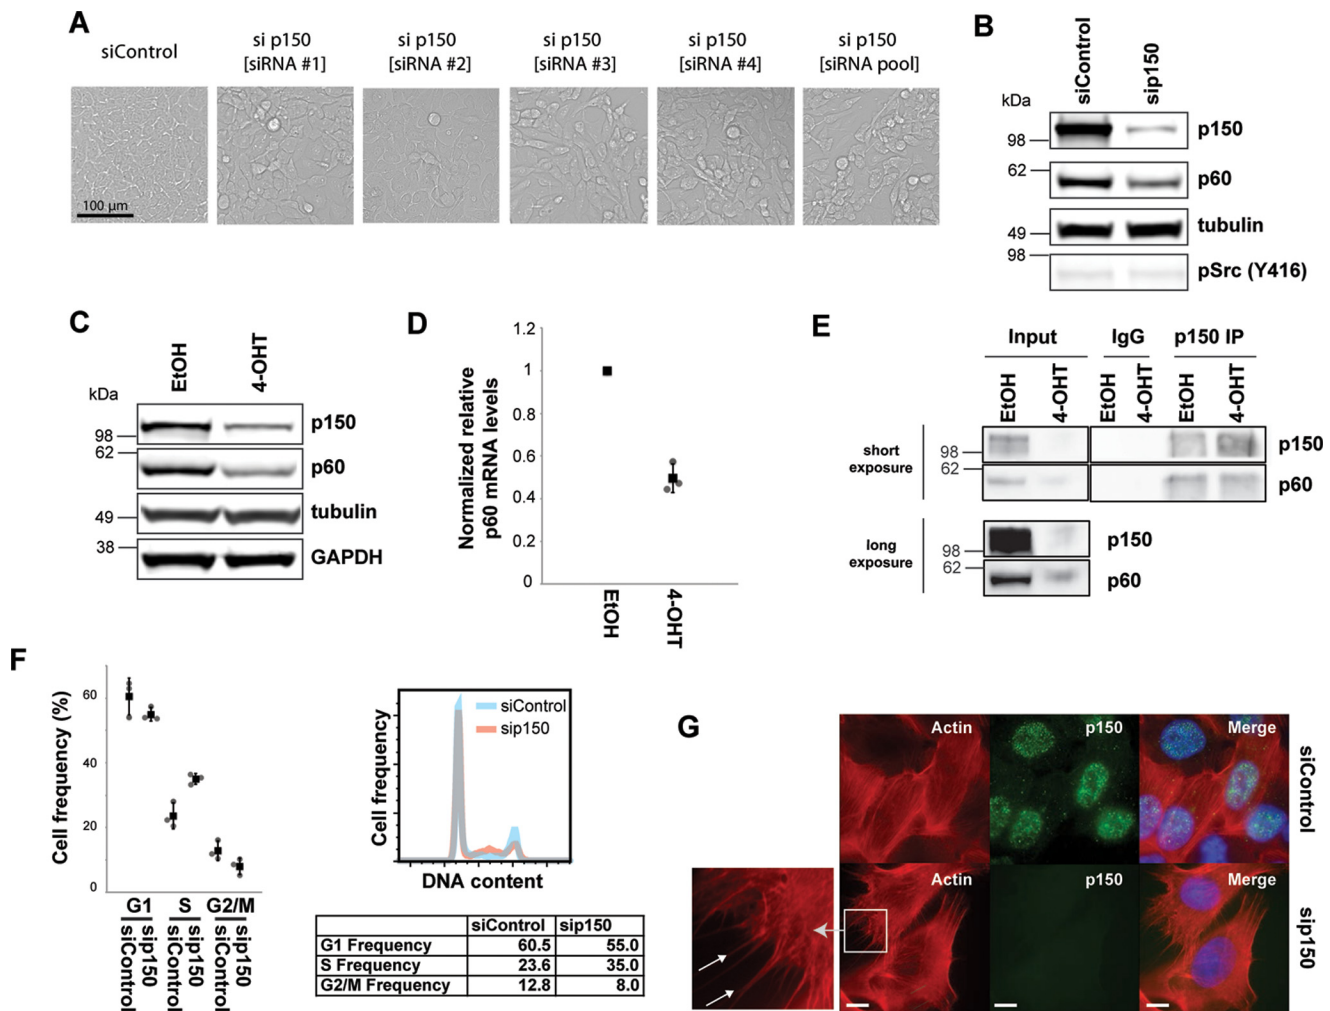 A
siControl
si p150
[siRNA #1]
si p150
[siRNA #2]
si p150
[siRNA #3]
si p150
[siRNA #4]
si p150
[siRNA pool]
100 µm
B
siControl
sip150
kDa
98
p150
62
p60
49
tubulin
98
pSrc (Y416)
C
EtOH
4-OHT
kDa
98
p150
62
p60
49
tubulin
38
GAPDH
D
Normalized relative
p60 mRNA levels
1.2
1
0.8
0.6
0.4
0.2
0
EtOH
4-OHT
E
Input
IgG
p150 IP
EtOH
4-OHT
EtOH
4-OHT
EtOH
4-OHT
short
exposure
98
p150
62
p60
long
exposure
98
p150
62
p60
F
Cell frequency (%)
60
40
20
0
G1
S
G2/M
siControl
sip150
siControl
sip150
siControl
sip150
Cell frequency
siControl
sip150
DNA content
siControl sip150
G1 Frequency 60.5 55.0
S Frequency 23.6 35.0
G2/M Frequency 12.8 8.0
G
Actin
p150
Merge
siControl
Actin
p150
Merge
sip150